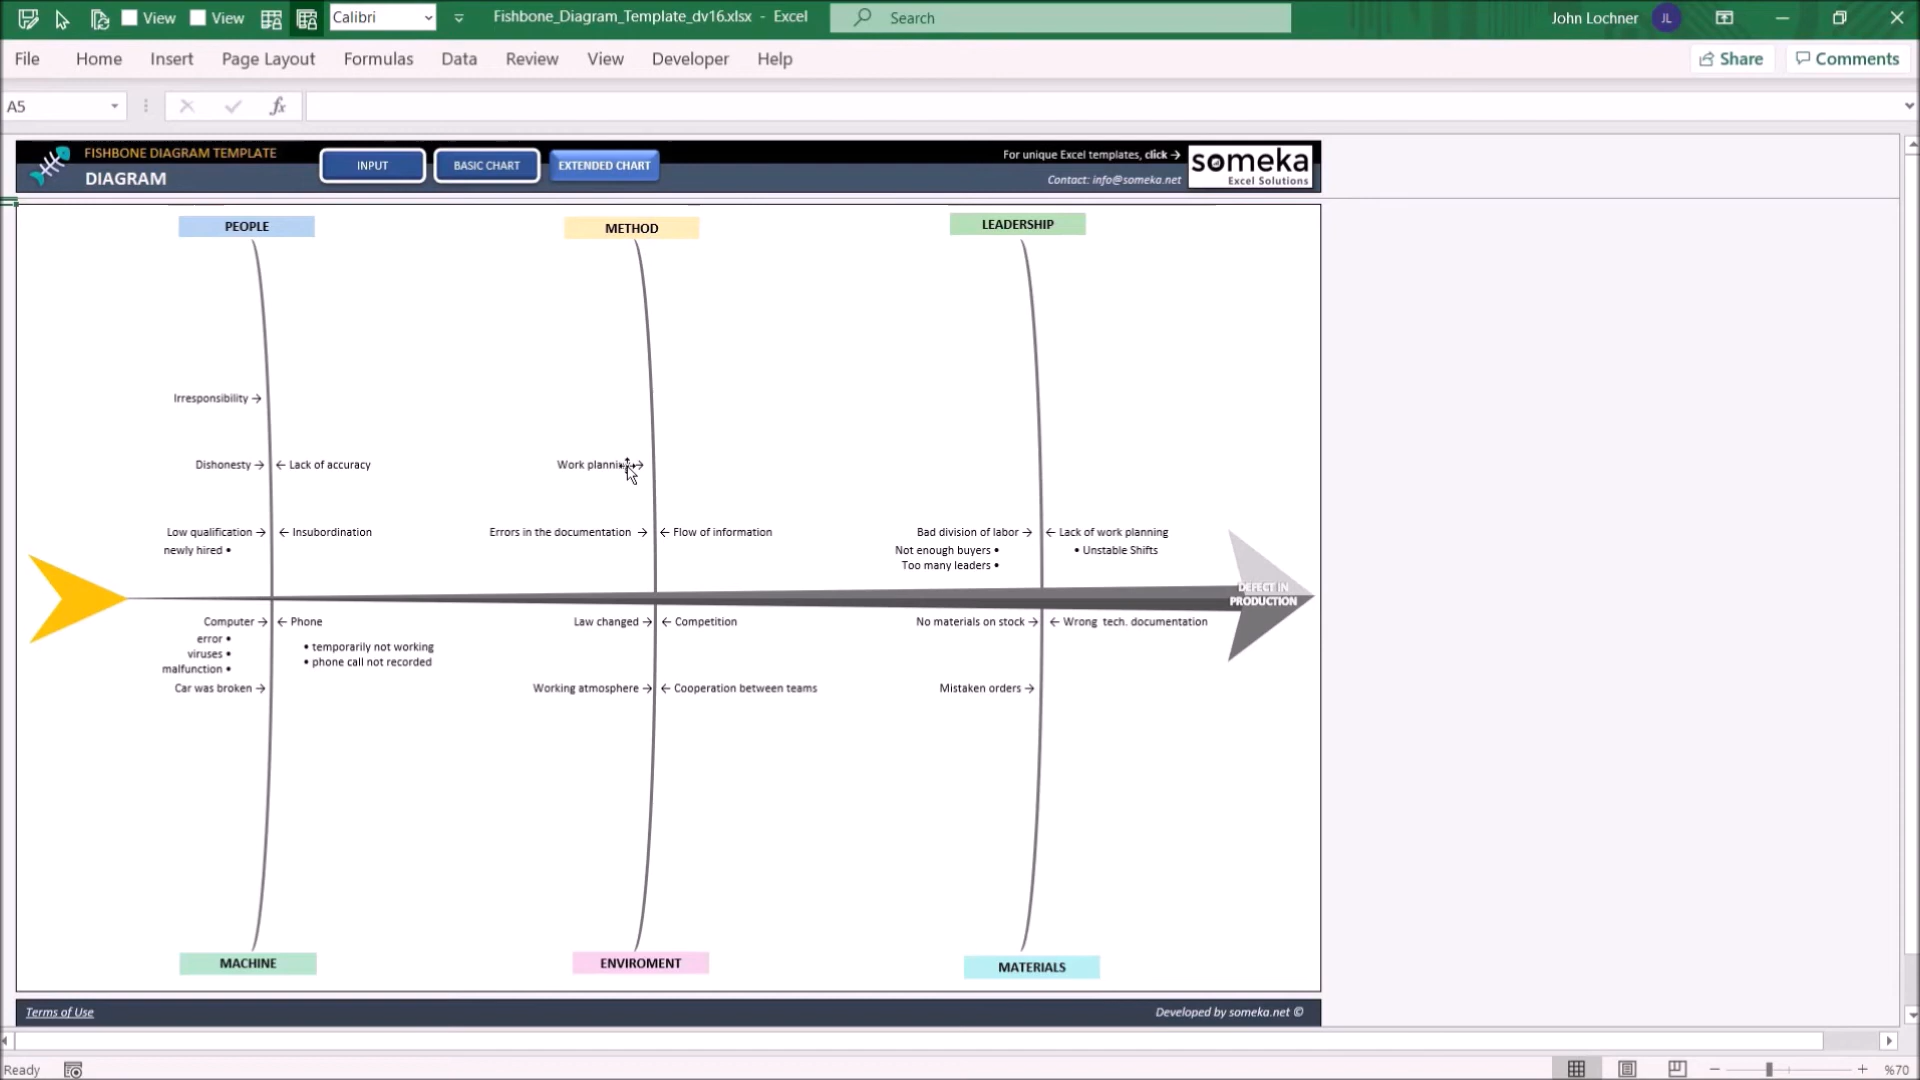 View
View
Calibri
Fishbone_Diagram_Template_dv16.xlsx - Excel
Search
John Lochner
JL
File
Home
Insert
Page Layout
Formulas
Data
Review
View
Developer
Help
Share
Comments
A5
fx
FISHBONE DIAGRAM TEMPLATE
DIAGRAM
INPUT
BASIC CHART
EXTENDED CHART
For unique Excel templates, click →
Contact: info@someka.net
someka
Excel Solutions
PEOPLE
METHOD
LEADERSHIP
Irresponsibility →
Dishonesty →
← Lack of accuracy
Work planning →
Low qualification →
newly hired •
← Insubordination
Errors in the documentation →
← Flow of information
Bad division of labor →
Not enough buyers •
Too many leaders •
← Lack of work planning
• Unstable Shifts
DEFECT IN
PRODUCTION
Computer →
error •
viruses •
malfunction •
← Phone
• temporarily not working
• phone call not recorded
Law changed →
← Competition
No materials on stock →
← Wrong tech. documentation
Car was broken →
Working atmosphere →
← Cooperation between teams
Mistaken orders →
MACHINE
ENVIROMENT
MATERIALS
Terms of Use
Developed by someka.net ©
Ready
%70